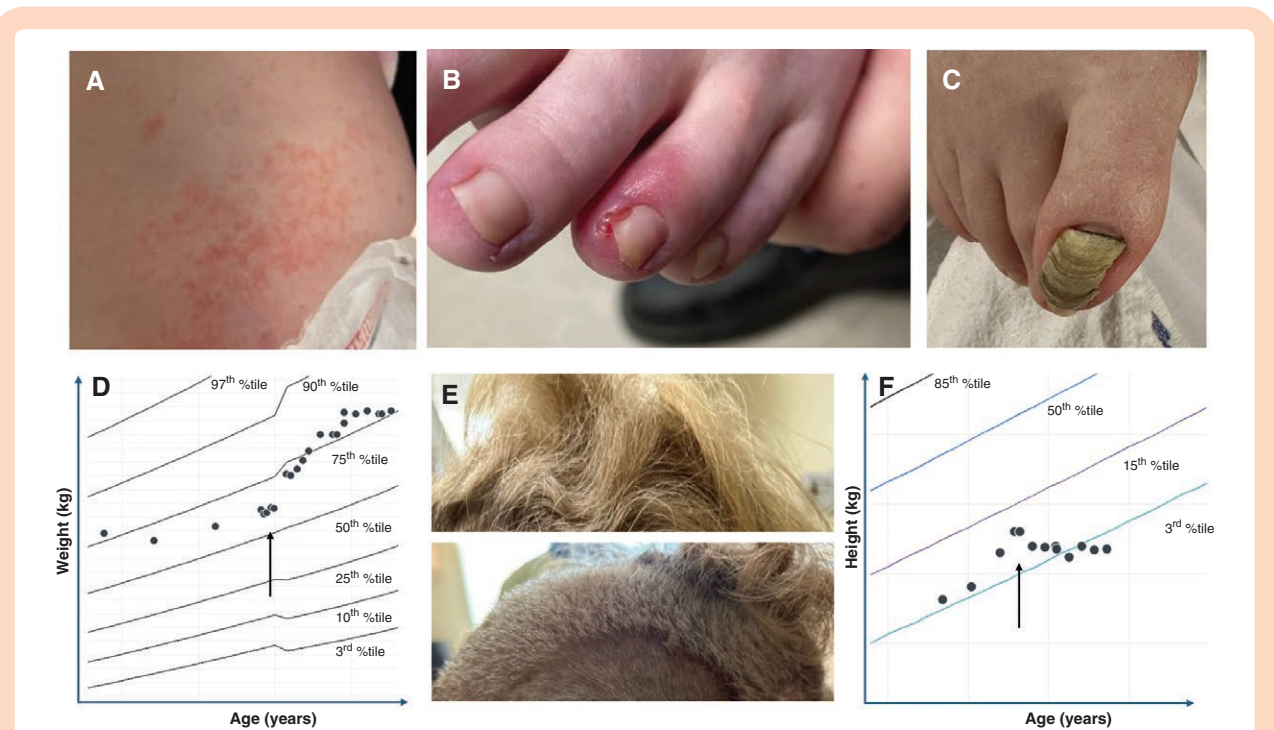 A
B
C
D
97th %tile
90th %tile
75th %tile
50th %tile
25th %tile
10th %tile
3rd %tile
Weight (kg)
Age (years)
E
F
85th %tile
50th %tile
15th %tile
3rd %tile
Height (kg)
Age (years)